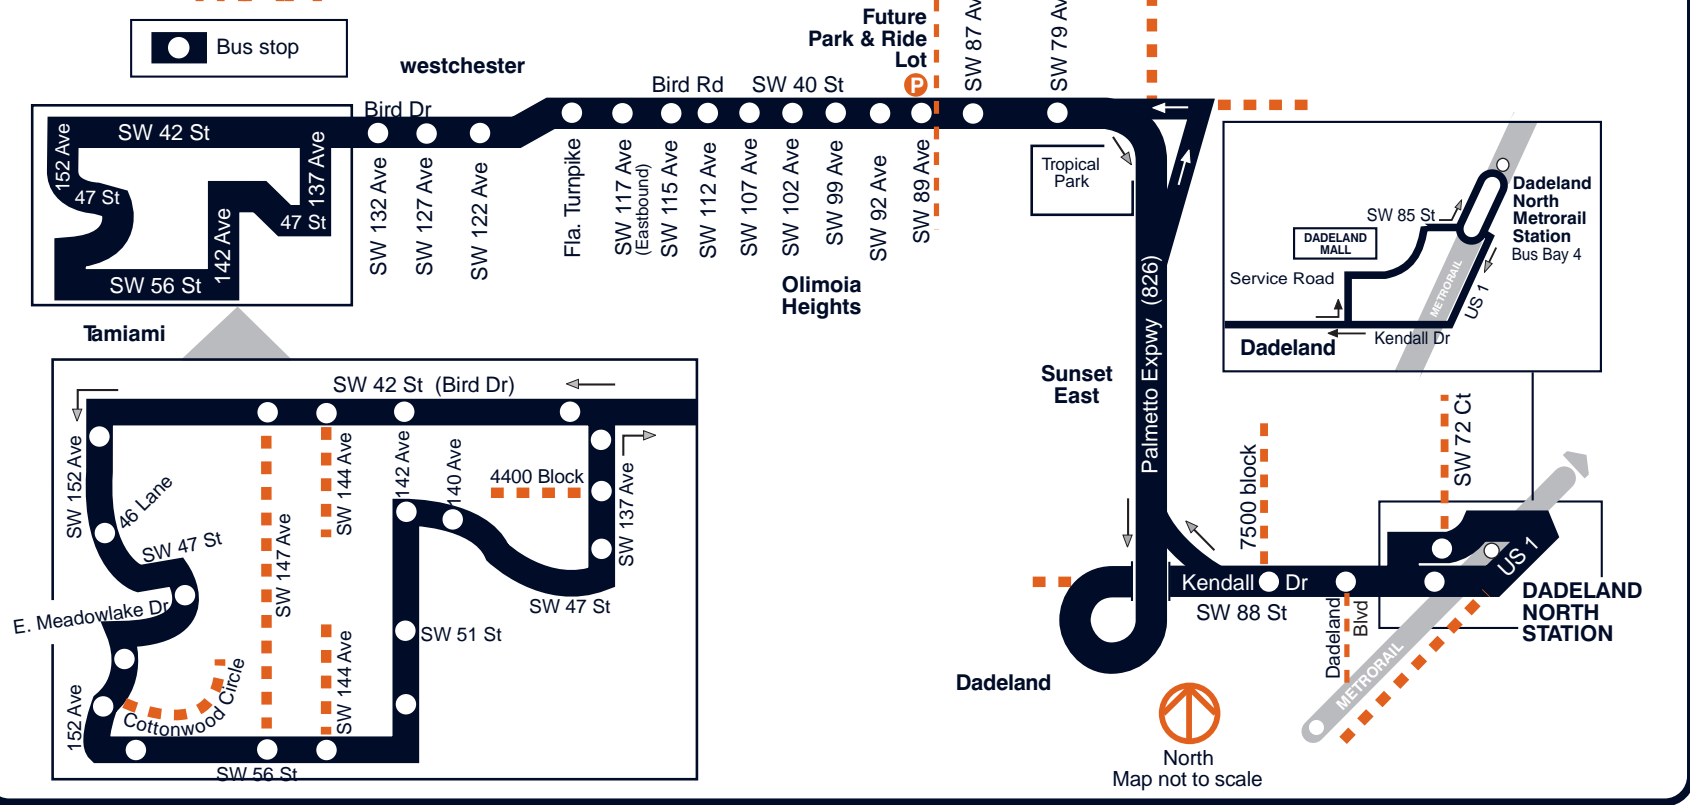 Bus stop
westchester
Future
Park & Ride
Lot
P
SW 87 Av
SW 79 Av
Bird Rd
SW 40 St
Bird Dr
SW 42 St
152 Ave
47 St
137 Ave
47 St
142 Ave
SW 56 St
SW 132 Ave
SW 127 Ave
SW 122 Ave
Fla. Turnpike
SW 117 Ave
(Eastbound)
SW 115 Ave
SW 112 Ave
SW 107 Ave
SW 102 Ave
SW 99 Ave
SW 92 Ave
SW 89 Ave
Olimoia
Heights
Tropical
Park
Tamiami
Palmetto Expwy (826)
Sunset
East
Dadeland
North
Metrorail
Station
Bus Bay 4
SW 85 St
DADELAND
MALL
Service Road
METRORAIL
US 1
Kendall Dr
Dadeland
SW 42 St (Bird Dr)
SW 152 Ave
46 Lane
SW 47 St
E. Meadowlake Dr
152 Ave
Cottonwood Circle
SW 56 St
SW 147 Ave
SW 144 Ave
SW 144 Ave
142 Ave
140 Ave
4400 Block
SW 137 Ave
SW 47 St
SW 51 St
7500 block
SW 72 Ct
Kendall Dr
SW 88 St
US 1
DADELAND
NORTH
STATION
Dadeland
Blvd
METRORAIL
Dadeland
North
Map not to scale